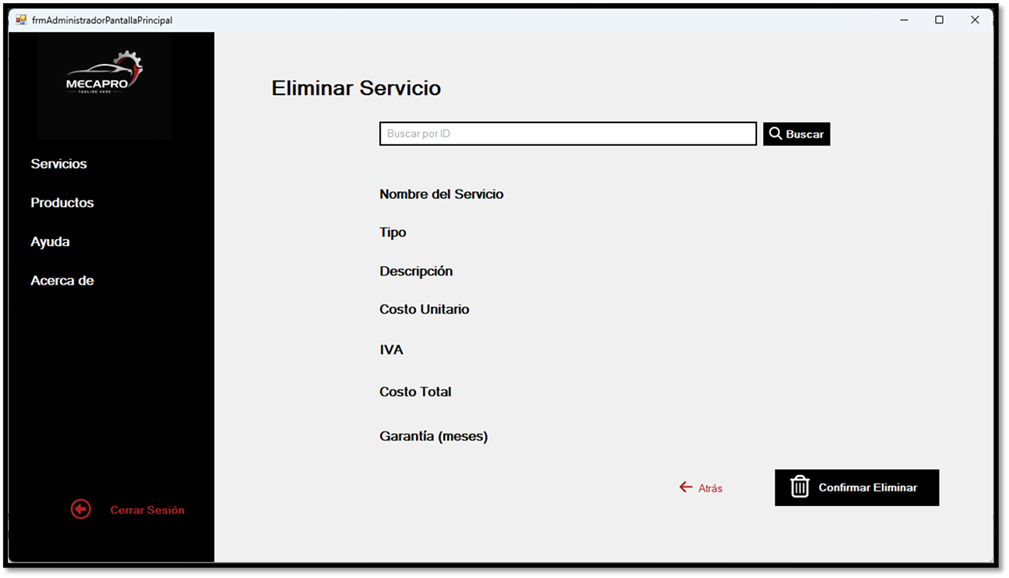 frmAdministradorPantallaPrincipal
MECAPRO
TAGLINE HERE
Servicios
Productos
Ayuda
Acerca de
Cerrar Sesión
Eliminar Servicio
Buscar por ID
Buscar
Nombre del Servicio
Tipo
Descripción
Costo Unitario
IVA
Costo Total
Garantía (meses)
Atrás
Confirmar Eliminar